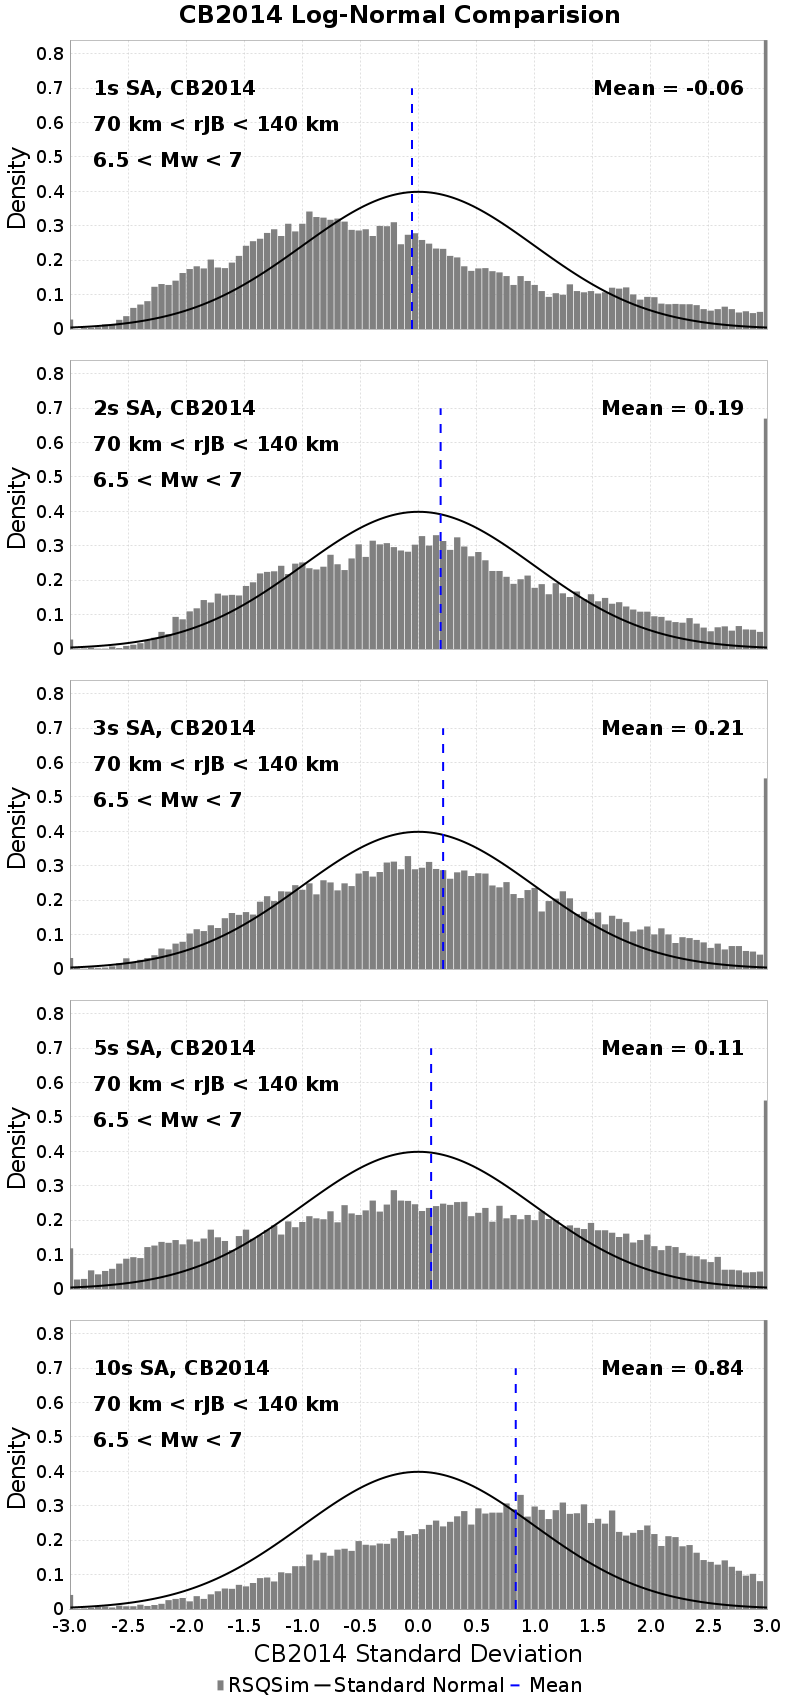 CB2014 Log-Normal Comparision
0.8
0.7
0.6
0.5
0.4
0.3
0.2
0.1
0
Density
1s SA, CB2014
Mean = -0.06
70 km < rJB < 140 km
6.5 < Mw < 7
0.8
0.7
0.6
0.5
0.4
0.3
0.2
0.1
0
Density
2s SA, CB2014
Mean = 0.19
70 km < rJB < 140 km
6.5 < Mw < 7
0.8
0.7
0.6
0.5
0.4
0.3
0.2
0.1
0
Density
3s SA, CB2014
Mean = 0.21
70 km < rJB < 140 km
6.5 < Mw < 7
0.8
0.7
0.6
0.5
0.4
0.3
0.2
0.1
0
Density
5s SA, CB2014
Mean = 0.11
70 km < rJB < 140 km
6.5 < Mw < 7
0.8
0.7
0.6
0.5
0.4
0.3
0.2
0.1
0
Density
10s SA, CB2014
Mean = 0.84
70 km < rJB < 140 km
6.5 < Mw < 7
-3.0 -2.5 -2.0 -1.5 -1.0 -0.5 0.0 0.5 1.0 1.5 2.0 2.5 3.0
CB2014 Standard Deviation
RSQSim Standard Normal Mean